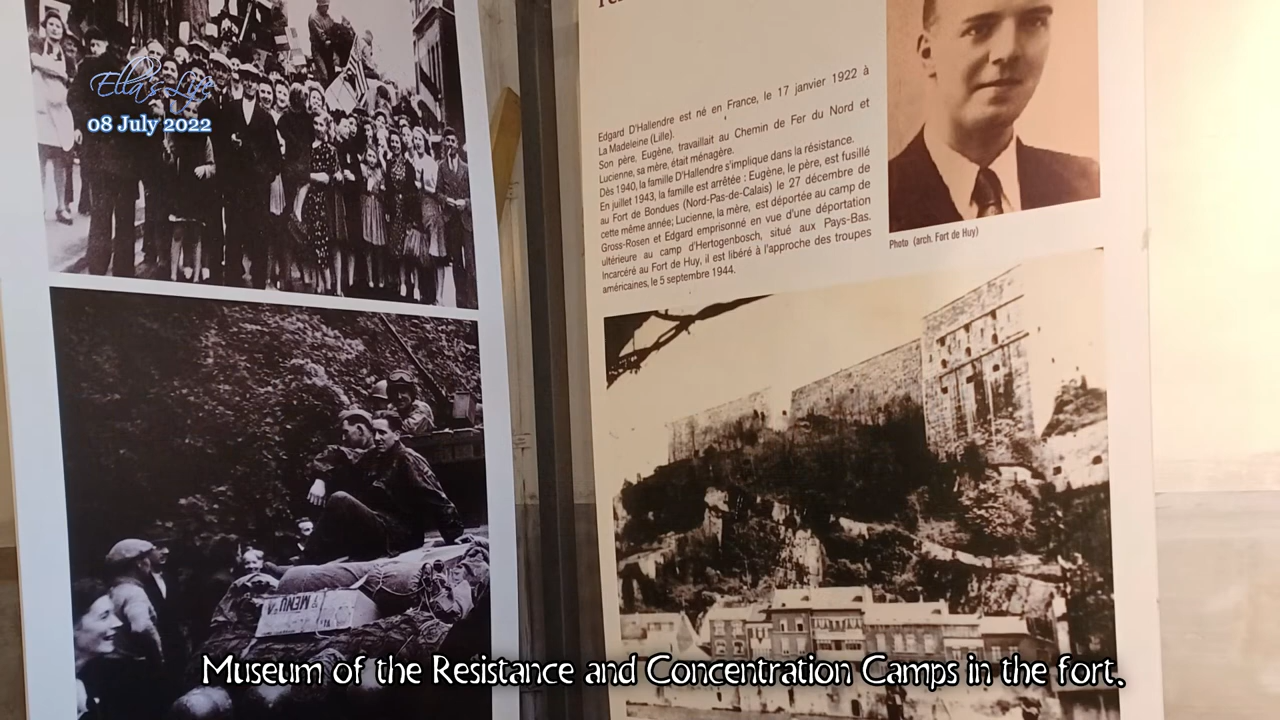 Ella's Life
08 July 2022
Edgard D'Hallendre est né en France, le 17 janvier 1922 à
La Madeleine (Lille).
Son père, Eugène, travaillait au Chemin de Fer du Nord et
Lucienne, sa mère, était ménagère.
Dès 1940, la famille D'Hallendre s'implique dans la résistance.
En juillet 1943, la famille est arrêtée : Eugène, le père, est fusillé
au Fort de Bondues (Nord-Pas-de-Calais) le 27 décembre de
cette même année; Lucienne, la mère, est déportée au camp de
Gross-Rosen et Edgard emprisonné en vue d'une déportation
ultérieure au camp d'Hertogenbosch, situé aux Pays-Bas.
Incarcéré au Fort de Huy, il est libéré à l'approche des troupes
américaines, le 5 septembre 1944.
Photo (arch. Fort de Huy)
MENU
Museum of the Resistance and Concentration Camps in the fort.